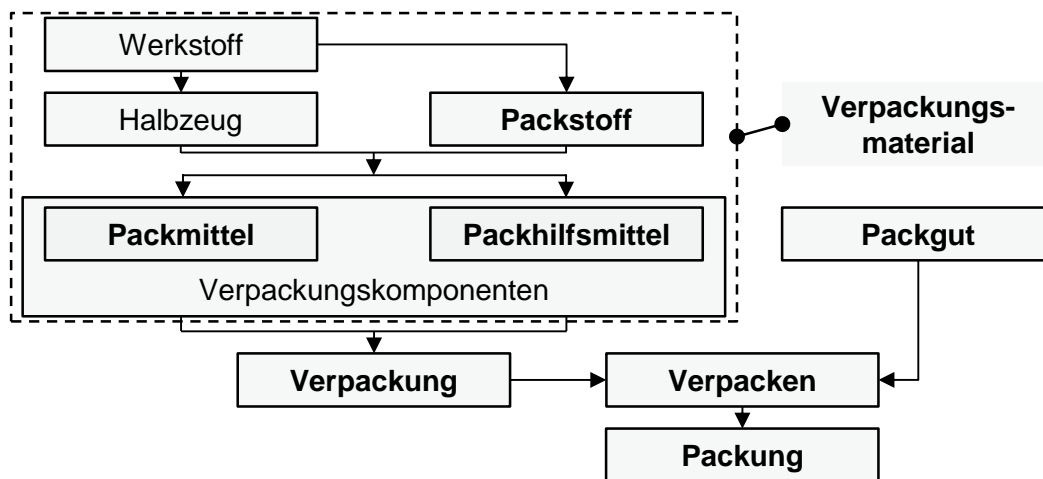 Werkstoff
Halbzeug
Packstoff
Verpackungs-
material
Packmittel
Packhilfsmittel
Packgut
Verpackungskomponenten
Verpackung
Verpacken
Packung